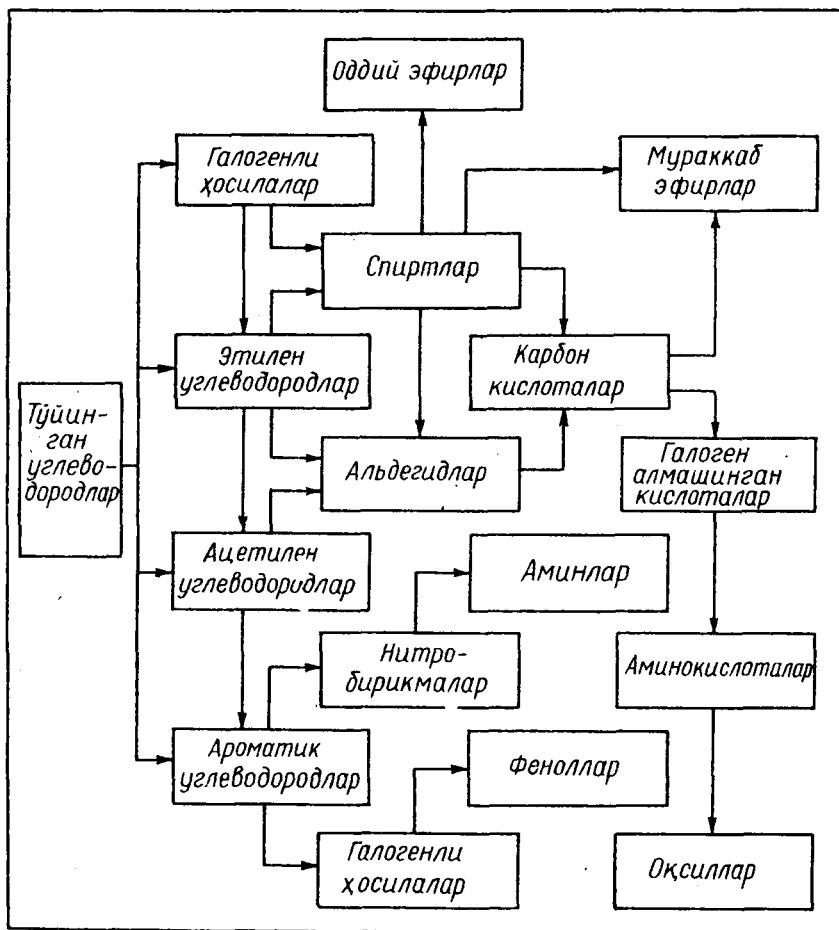 Оддий эфирлар
Галогенли
ҳосилалар
Мураккаб
эфирлар
Спиртлар
Этилен
углеводородлар
Карбон
кислоталар
Тўйин-
ган
углево-
дородлар
Альдегидлар
Галоген
алмашинган
кислоталар
Ацетилен
углеводоридлар
Аминлар
Нитро-
бирикмалар
Аминокислоталар
Ароматик
углеводородлар
Феноллар
Галогенли
ҳосилалар
Оқсиллар